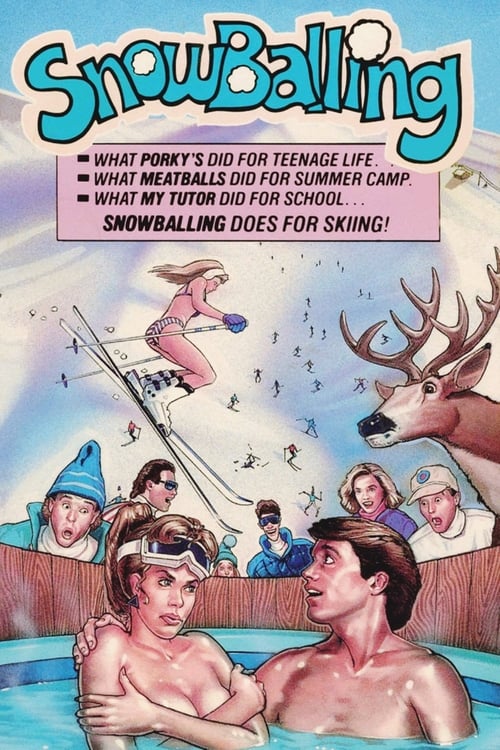 SNOWBALLING
WHAT PORKY'S DID FOR TEENAGE LIFE.
WHAT MEATBALLS DID FOR SUMMER CAMP.
WHAT MY TUTOR DID FOR SCHOOL...
SNOWBALLING DOES FOR SKIING!